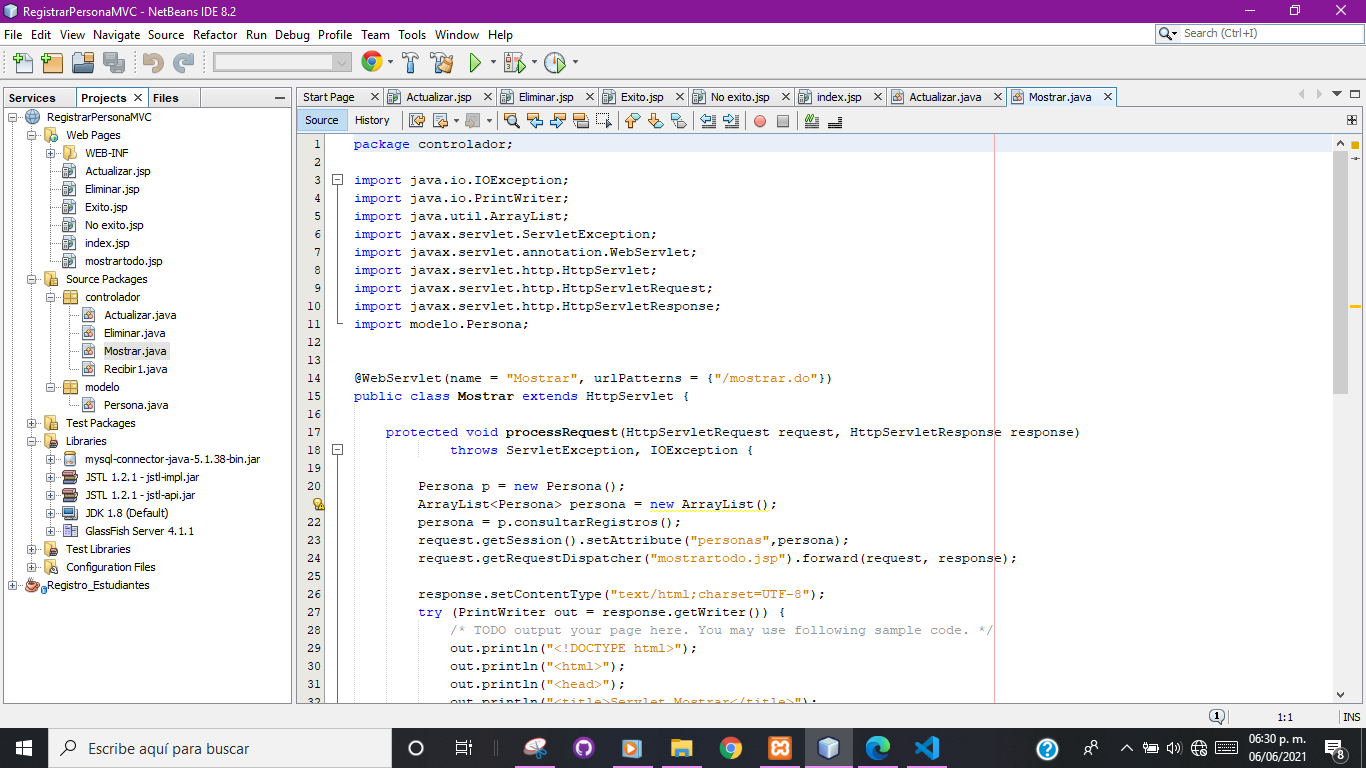 RegistrarPersonaMVC - NetBeans IDE 8.2
File Edit View Navigate Source Refactor Run Debug Profile Team Tools Window Help
Search (Ctrl+I)
Services Projects Files
RegistrarPersonaMVC
Web Pages
WEB-INF
Actualizar.jsp
Eliminar.jsp
Exito.jsp
No exito.jsp
index.jsp
mostrartodo.jsp
Source Packages
controlador
Actualizar.java
Eliminar.java
Mostrar.java
Recibir1.java
modelo
Persona.java
Test Packages
Libraries
mysql-connector-java-5.1.38-bin.jar
JSTL 1.2.1 - jstl-impl.jar
JSTL 1.2.1 - jstl-api.jar
JDK 1.8 (Default)
GlassFish Server 4.1.1
Test Libraries
Configuration Files
Registro_Estudiantes
Start Page Actualizar.jsp Eliminar.jsp Exito.jsp No exito.jsp index.jsp Actualizar.java Mostrar.java
Source History
1 package controlador;
2
3 import java.io.IOException;
4 import java.io.PrintWriter;
5 import java.util.ArrayList;
6 import javax.servlet.ServletException;
7 import javax.servlet.annotation.WebServlet;
8 import javax.servlet.http.HttpServlet;
9 import javax.servlet.http.HttpServletRequest;
10 import javax.servlet.http.HttpServletResponse;
11 import modelo.Persona;
12
13
14 @WebServlet(name = "Mostrar", urlPatterns = {"/mostrar.do"})
15 public class Mostrar extends HttpServlet {
16
17 protected void processRequest(HttpServletRequest request, HttpServletResponse response)
18 throws ServletException, IOException {
19
20 Persona p = new Persona();
ArrayList<Persona> persona = new ArrayList();
22 persona = p.consultarRegistros();
23 request.getSession().setAttribute("personas",persona);
24 request.getRequestDispatcher("mostrartodo.jsp").forward(request, response);
25
26 response.setContentType("text/html;charset=UTF-8");
27 try (PrintWriter out = response.getWriter()) {
28 /* TODO output your page here. You may use following sample code. */
29 out.println("<!DOCTYPE html>");
30 out.println("<html>");
31 out.println("<head>");
32 out.println("<title>Servlet Mostrar</title>");
1 1:1 INS
Escribe aquí para buscar
06:30 p. m.
06/06/2021
8